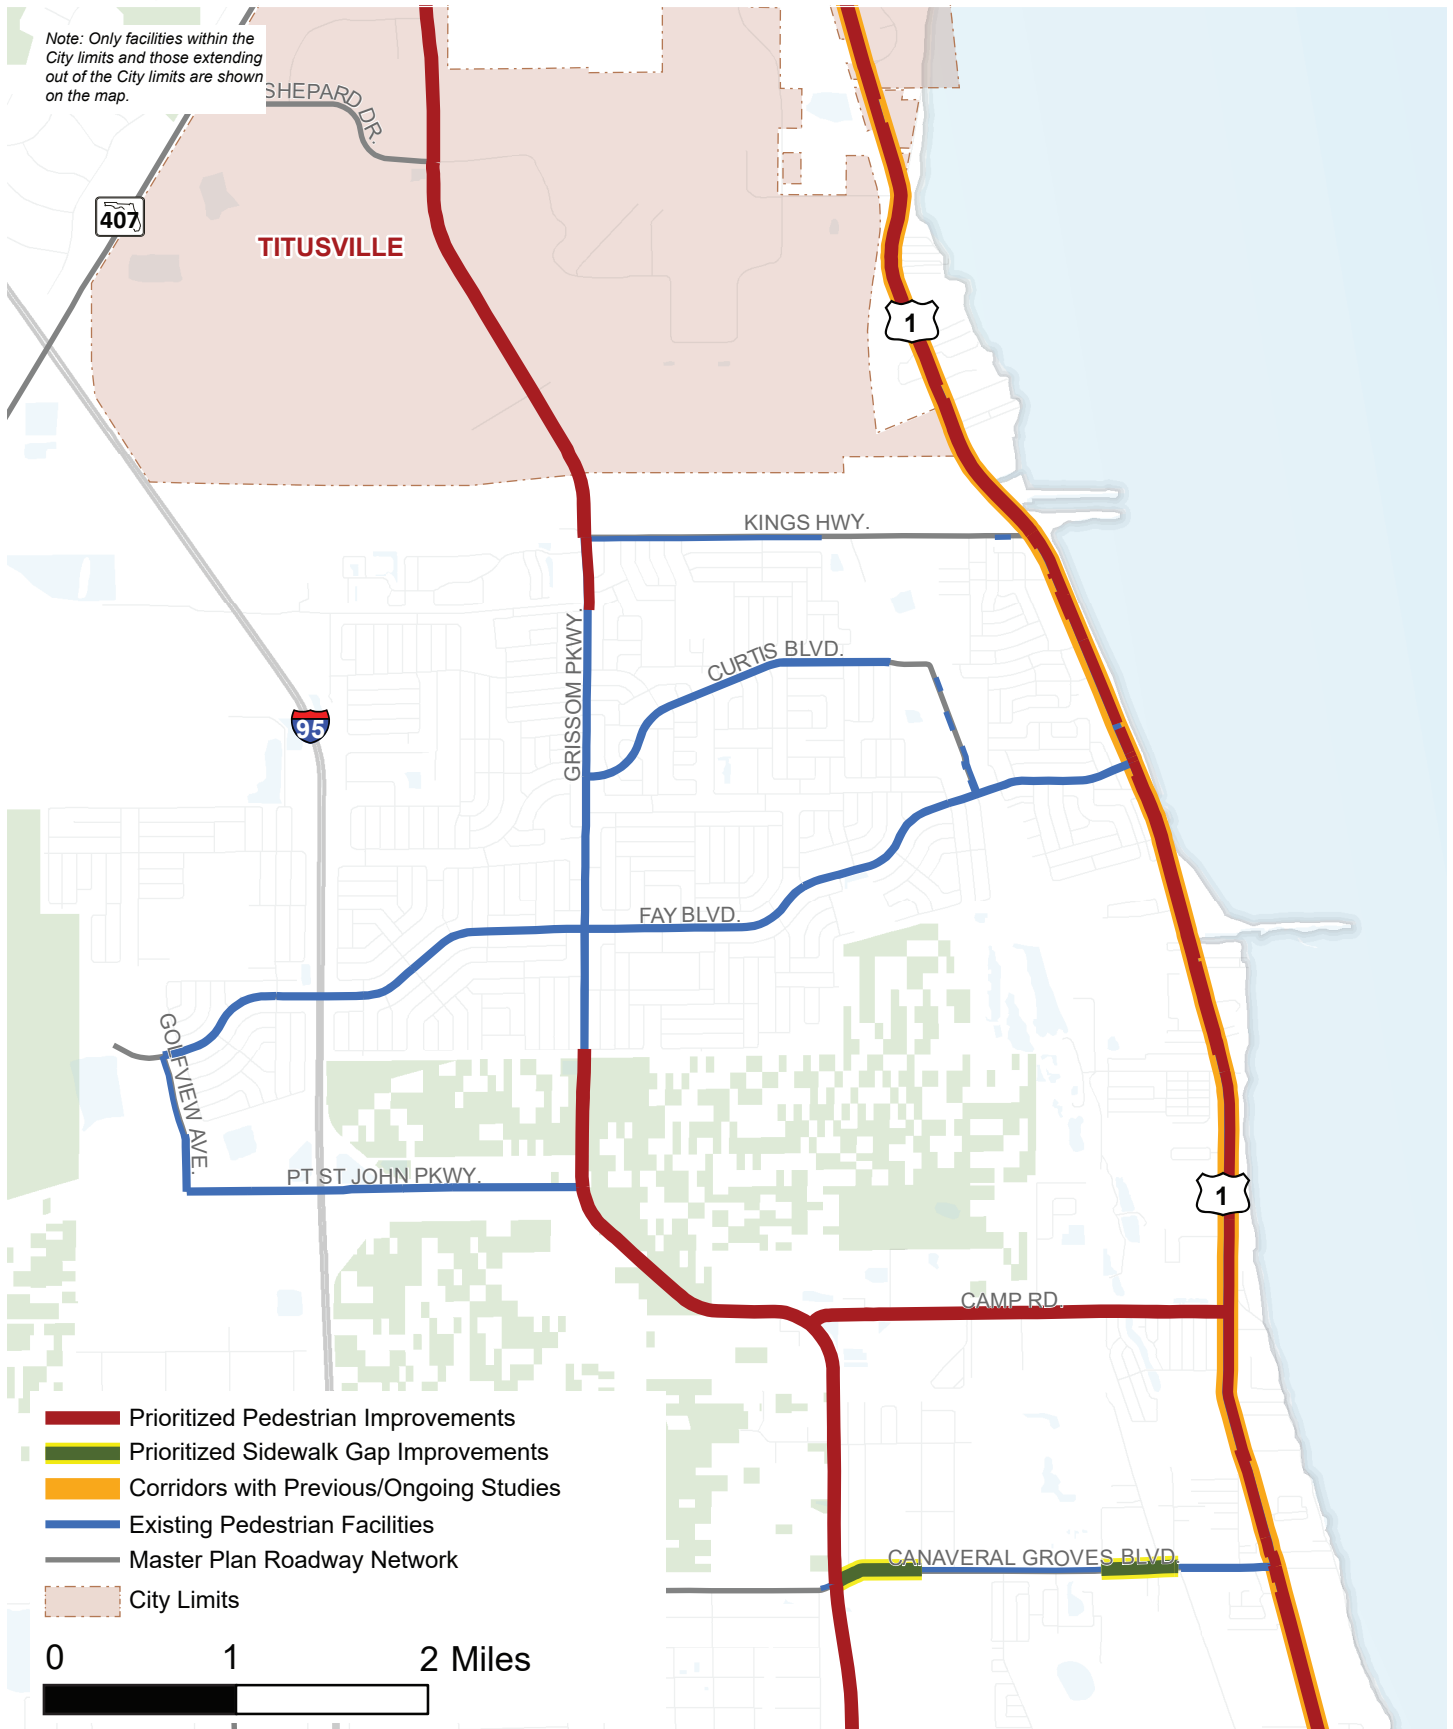 Note: Only facilities within the
City limits and those extending
out of the City limits are shown
on the map.
SHEPARD DR.
407
TITUSVILLE
1
KINGS HWY.
GRISSOM PKWY.
CURTIS BLVD.
95
FAY BLVD.
GOLFVIEW AVE.
PT ST JOHN PKWY.
1
CAMP RD.
CANAVERAL GROVES BLVD.
Prioritized Pedestrian Improvements
Prioritized Sidewalk Gap Improvements
Corridors with Previous/Ongoing Studies
Existing Pedestrian Facilities
Master Plan Roadway Network
City Limits
0 1 2 Miles